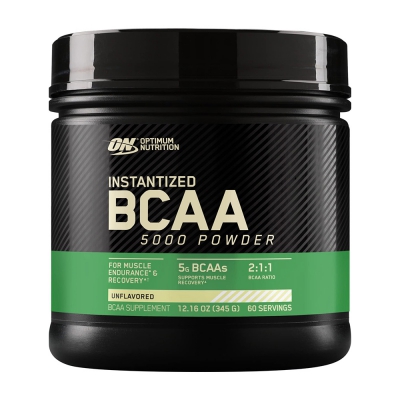 ON OPTIMUM
NUTRITION
INSTANTIZED
BCAA
5000 POWDER
FOR MUSCLE
ENDURANCE* &
RECOVERY*†
5G BCAAs
SUPPORTS MUSCLE
RECOVERY†
2:1:1
BCAA RATIO
UNFLAVORED
BCAA SUPPLEMENT
12.16 OZ (345 G)
60 SERVINGS